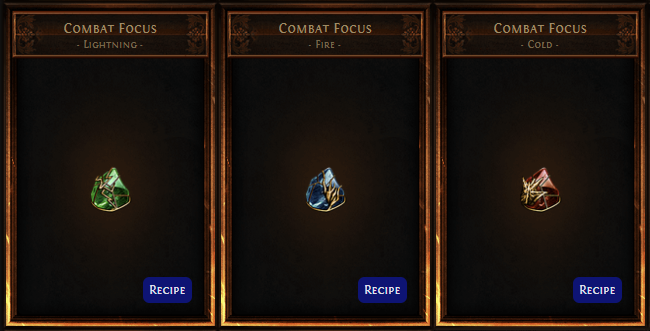 Combat Focus
- Lightning -
Recipe
Combat Focus
- Fire -
Recipe
Combat Focus
- Cold -
Recipe